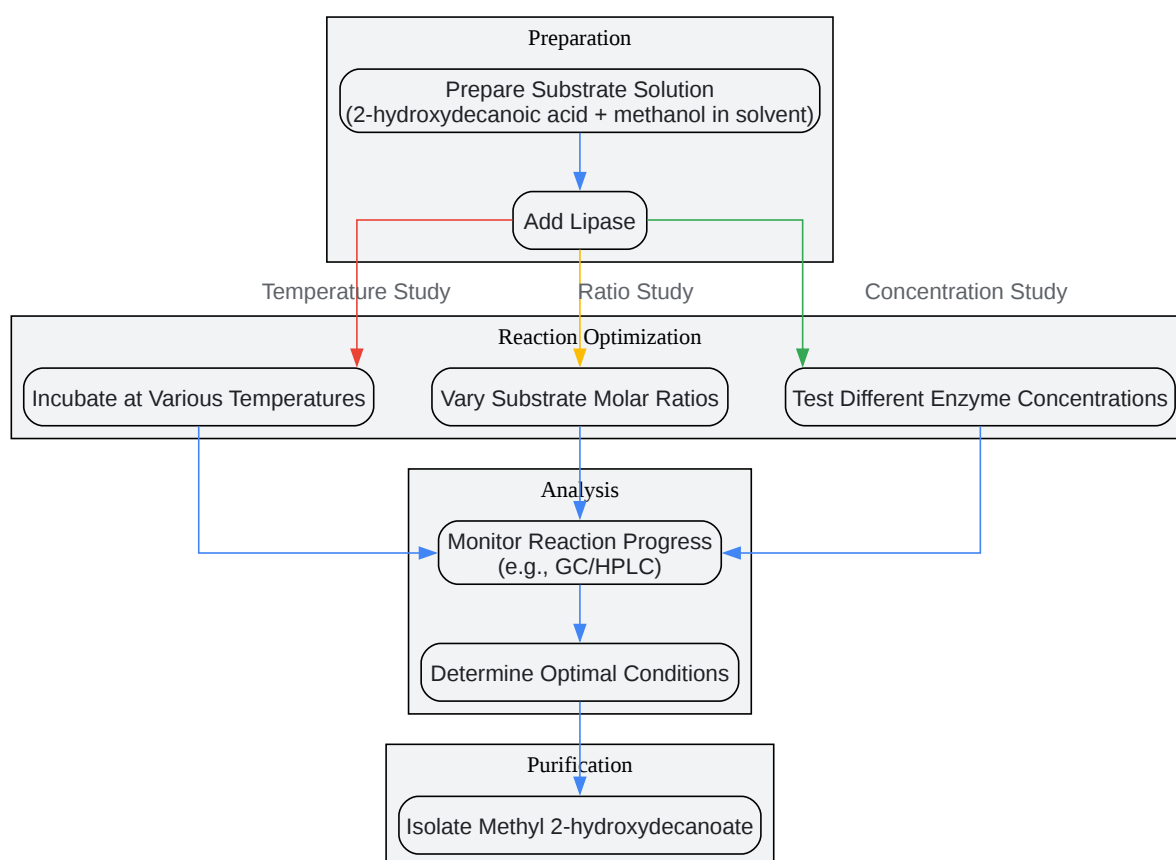 Preparation
Prepare Substrate Solution
(2-hydroxydecanoic acid + methanol in solvent)
Add Lipase
Temperature Study
Ratio Study
Concentration Study
Reaction Optimization
Incubate at Various Temperatures
Vary Substrate Molar Ratios
Test Different Enzyme Concentrations
Analysis
Monitor Reaction Progress
(e.g., GC/HPLC)
Determine Optimal Conditions
Purification
Isolate Methyl 2-hydroxydecanoate